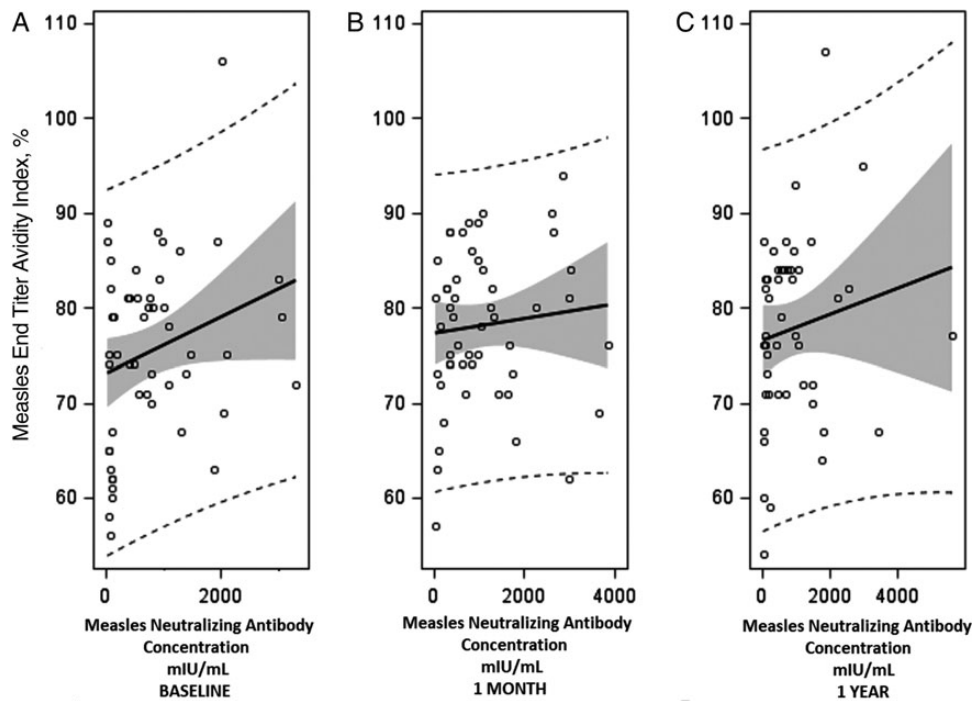 A
B
C
Measles End Titer Avidity Index, %
110
100
90
80
70
60
0 2000
Measles Neutralizing Antibody
Concentration
mIU/mL
BASELINE
110
100
90
80
70
60
0 2000 4000
Measles Neutralizing Antibody
Concentration
mIU/mL
1 MONTH
110
100
90
80
70
60
0 2000 4000
Measles Neutralizing Antibody
Concentration
mIU/mL
1 YEAR